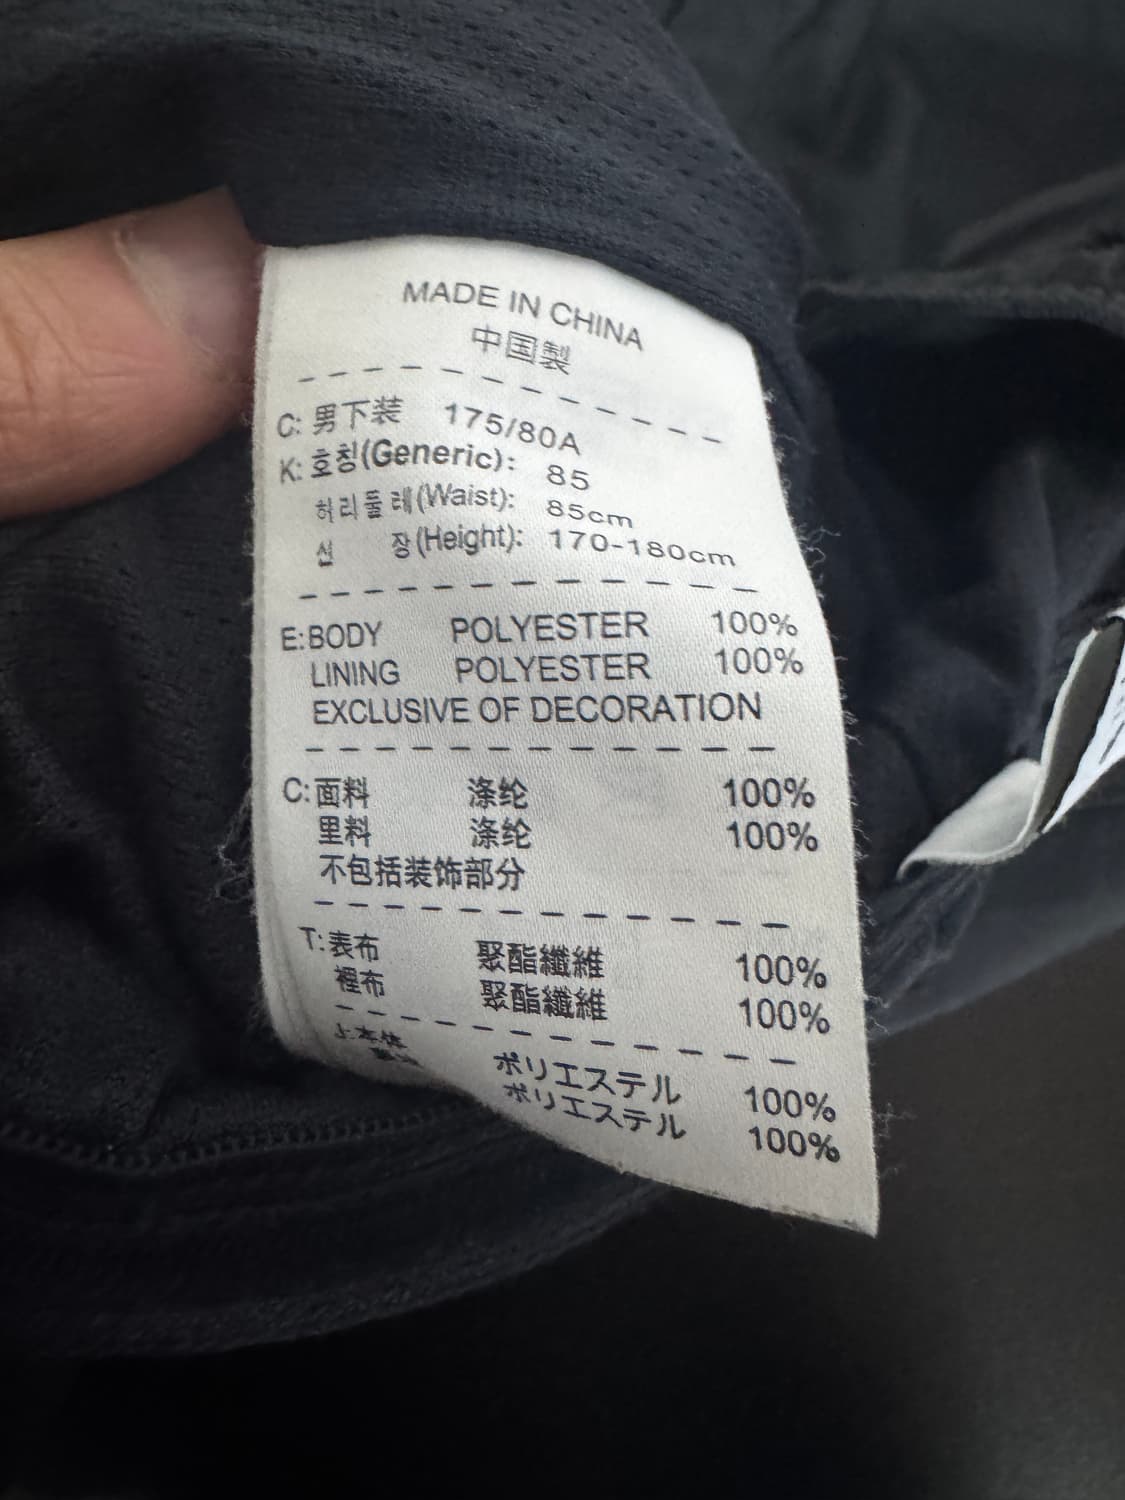 MADE IN CHINA
中国製
C: 男下装 175/80A
K: 호칭(Generic): 85
허리둘레(Waist): 85cm
신 장(Height): 170-180cm
E: BODY POLYESTER 100%
LINING POLYESTER 100%
EXCLUSIVE OF DECORATION
C: 面料 涤纶 100%
里料 涤纶 100%
不包括装饰部分
T: 表布 聚酯纖維 100%
裡布 聚酯纖維 100%
本体 ポリエステル 100%
ポリエステル 100%